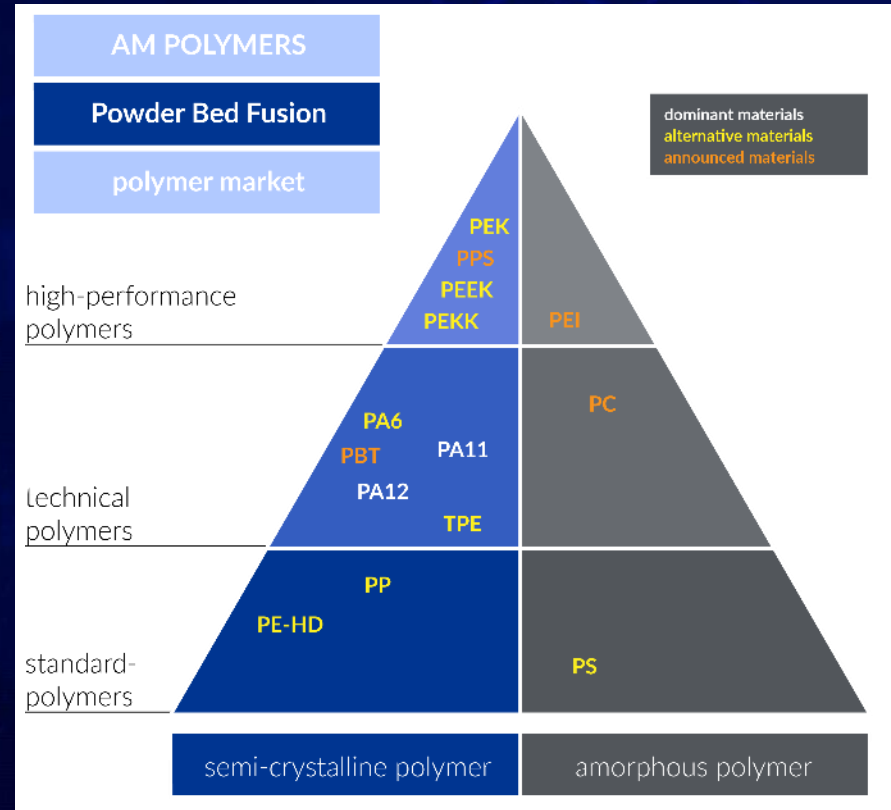 AM POLYMERS
Powder Bed Fusion
polymer market
dominant materials
alternative materials
announced materials
high-performance
polymers
PEK
PPS
PEEK
PEKK
PEI
technical
polymers
PA6
PBT
PA11
PA12
TPE
PC
standard-
polymers
PP
PE-HD
PS
semi-crystalline polymer
amorphous polymer